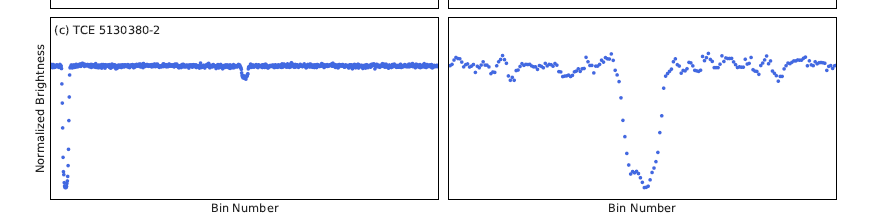 (c) TCE 5130380-2
Normalized Brightness
Bin Number
Bin Number